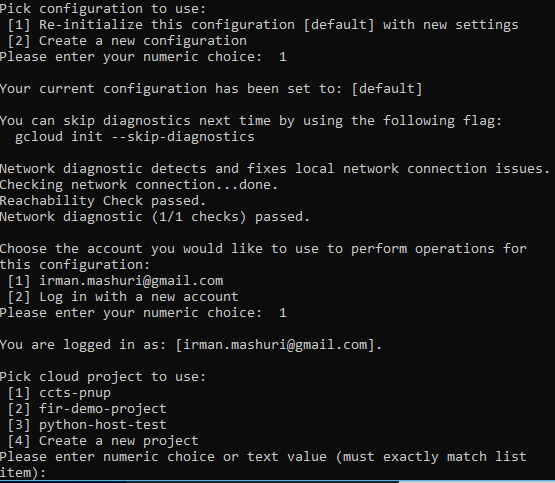 Pick configuration to use:
[1] Re-initialize this configuration [default] with new settings
[2] Create a new configuration
Please enter your numeric choice:  1
Your current configuration has been set to: [default]
You can skip diagnostics next time by using the following flag:
gcloud init --skip-diagnostics
Network diagnostic detects and fixes local network connection issues.
Checking network connection...done.
Reachability Check passed.
Network diagnostic (1/1 checks) passed.
Choose the account you would like to use to perform operations for
this configuration:
[1] irman.mashuri@gmail.com
[2] Log in with a new account
Please enter your numeric choice:  1
You are logged in as: [irman.mashuri@gmail.com].
Pick cloud project to use:
[1] ccts-pnup
[2] fir-demo-project
[3] python-host-test
[4] Create a new project
Please enter numeric choice or text value (must exactly match list
item):